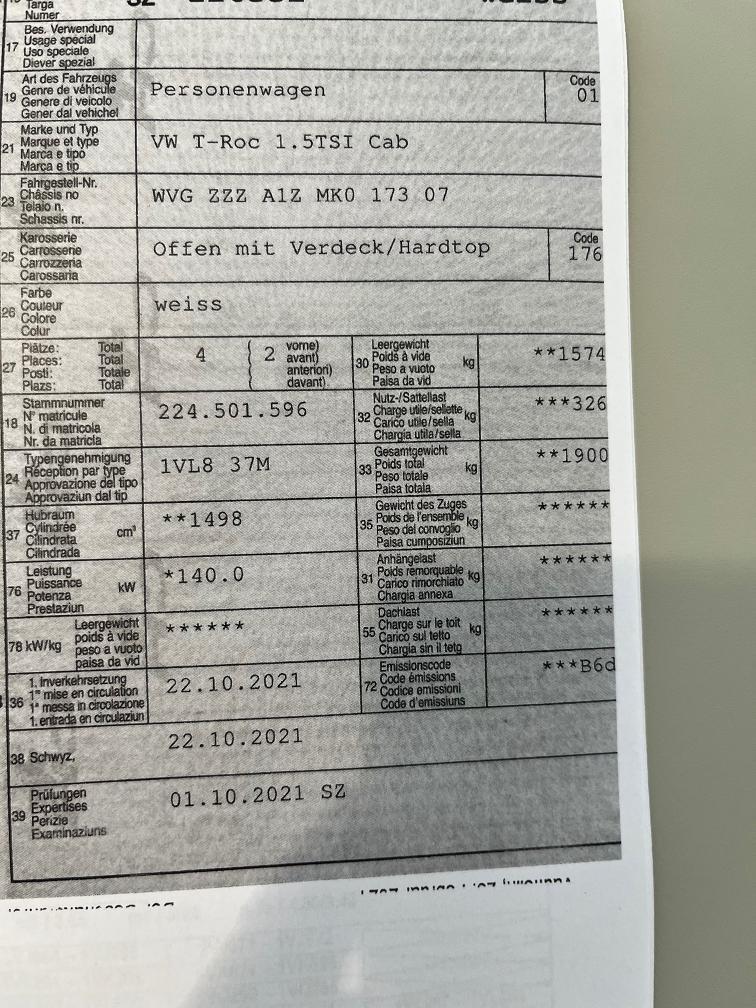 Targa
Numer
17 Bes. Verwendung
Usage spécial
Uso speciale
Diever spezial
19 Art des Fahrzeugs
Genre de véhicule
Genere di veicolo
Gener dal vehichel
Personenwagen
Code
01
21 Marke und Typ
Marque et type
Marca e tipo
Marca e tip
VW T-Roc 1.5TSI Cab
23 Fahrgestell-Nr.
Châssis no
Telaio n.
Schassis nr.
WVG ZZZ A1Z MK0 173 07
25 Karosserie
Carrosserie
Carrozzeria
Carossaria
Offen mit Verdeck/Hardtop
Code
176
26 Farbe
Couleur
Colore
Colur
weiss
27 Plätze: Total
Places: Total
Posti: Totale
Plazs: Total
4 ( 2 vorne)
avant)
anteriori)
davant)
30 Leergewicht
Poids à vide
Peso a vuoto
Paisa da vid
kg
**1574
18 Stammnummer
N° matricule
N. di matricola
Nr. da matricla
224.501.596
32 Nutz-/Sattellast
Charge utile/sellette
Carico utile/sella
Chargia utila/sella
kg
***326
24 Typengenehmigung
Réception par type
Approvazione del tipo
Approvaziun dal tip
1VL8 37M
33 Gesamtgewicht
Poids total
Peso totale
Paisa totala
kg
**1900
37 Hubraum
Cylindrée
Cilindrata
Cilindrada
cm³
**1498
35 Gewicht des Zuges
Poids de l'ensemble
Peso del convoglio
Paisa cumposiziun
kg
******
76 Leistung
Puissance
Potenza
Prestaziun
kW
*140.0
31 Anhängelast
Poids remorquable
Carico rimorchiato
Chargia annexa
kg
******
78 kW/kg Leergewicht
poids à vide
peso a vuoto
paisa da vid
******
55 Dachlast
Charge sur le toit
Carico sul tetto
Chargia sin il tetg
kg
******
36 1. Inverkehrsetzung
1re mise en circulation
1a messa in circolazione
1. entrada en circulaziun
22.10.2021
72 Emissionscode
Code émissions
Codice emissioni
Code d'emissiuns
***B6d
38 Schwyz,
22.10.2021
39 Prüfungen
Expertises
Perizie
Examinaziuns
01.10.2021 SZ